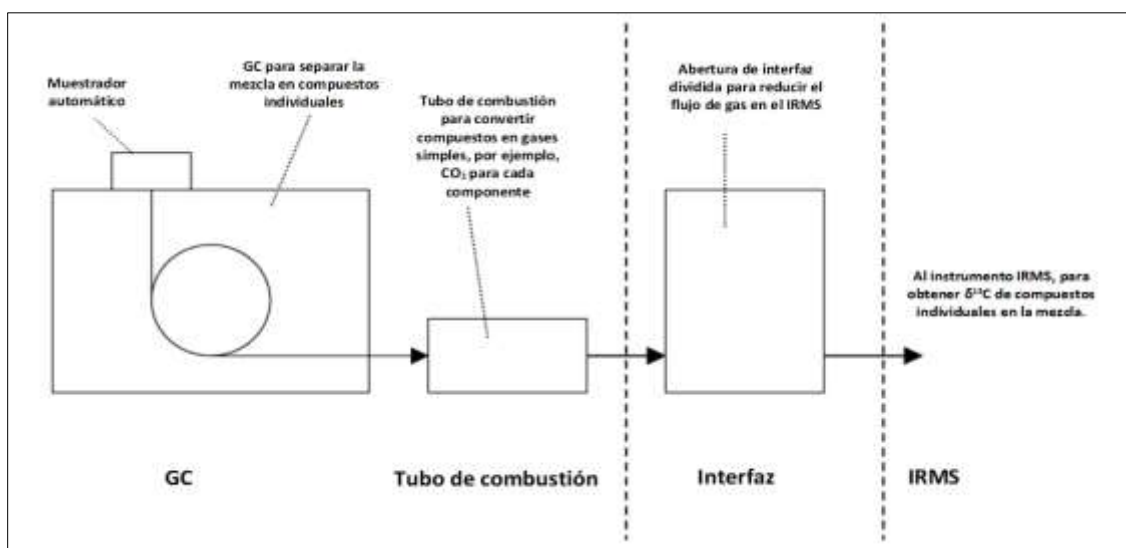 Muestrador
automático
GC para separar la
mezcla en compuestos
individuales
Tubo de combustión
para convertir
compuestos en gases
simples, por ejemplo,
CO₂ para cada
componente
Abertura de interfaz
dividida para reducir el
flujo de gas en el IRMS
Al instrumento IRMS, para
obtener δ¹³C de compuestos
individuales en la mezcla.
GC
Tubo de combustión
Interfaz
IRMS